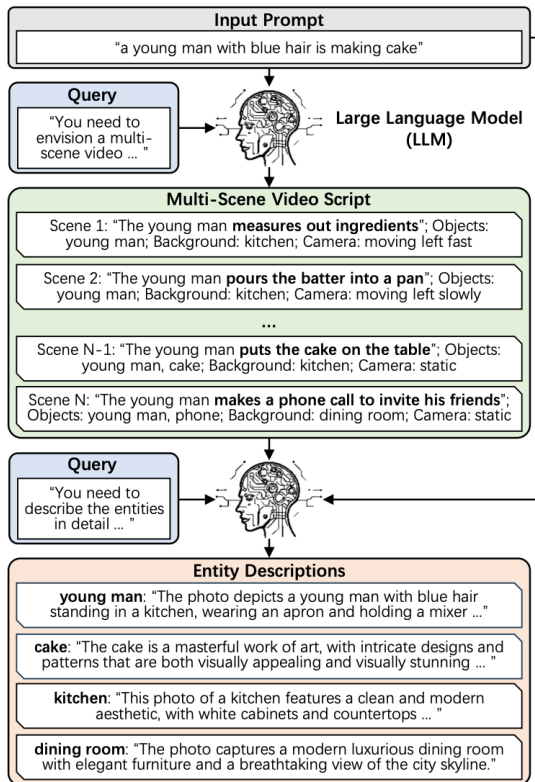 Input Prompt
“a young man with blue hair is making cake”
Query
“You need to
envision a multi-
scene video ... ”
Large Language Model
(LLM)
Multi-Scene Video Script
Scene 1: “The young man measures out ingredients”; Objects:
young man; Background: kitchen; Camera: moving left fast
Scene 2: “The young man pours the batter into a pan”; Objects:
young man; Background: kitchen; Camera: moving left slowly
...
Scene N-1: “The young man puts the cake on the table”; Objects:
young man, cake; Background: kitchen; Camera: static
Scene N: “The young man makes a phone call to invite his friends”;
Objects: young man, phone; Background: dining room; Camera: static
Query
“You need to
describe the entities
in detail ... ”
Entity Descriptions
young man: “The photo depicts a young man with blue hair
standing in a kitchen, wearing an apron and holding a mixer ...”
cake: “The cake is a masterful work of art, with intricate designs and
patterns that are both visually appealing and visually stunning ... ”
kitchen: “This photo of a kitchen features a clean and modern
aesthetic, with white cabinets and countertops ... ”
dining room: “The photo captures a modern luxurious dining room
with elegant furniture and a breathtaking view of the city skyline.”